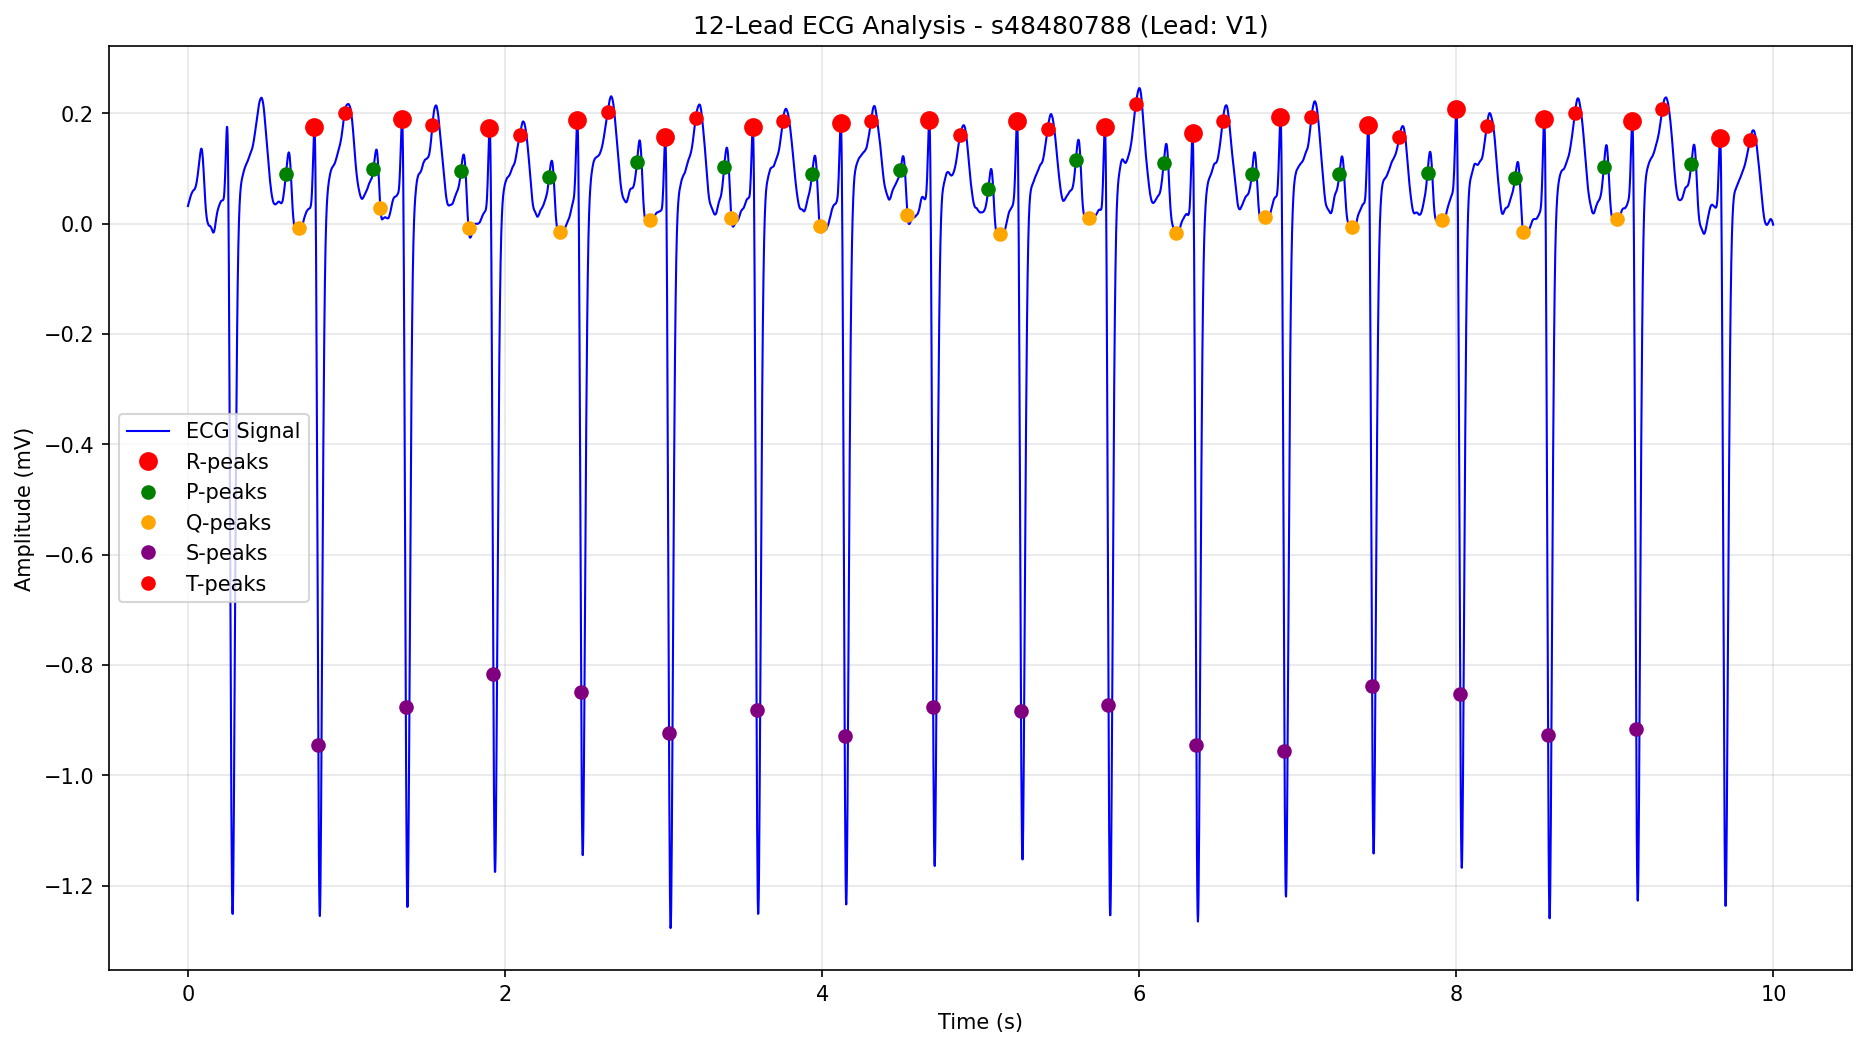 12-Lead ECG Analysis - s48480788 (Lead: V1)
0.2
0.0
−0.2
−0.4
−0.6
−0.8
−1.0
−1.2
Amplitude (mV)
ECG Signal
R-peaks
P-peaks
Q-peaks
S-peaks
T-peaks
0 2 4 6 8 10
Time (s)